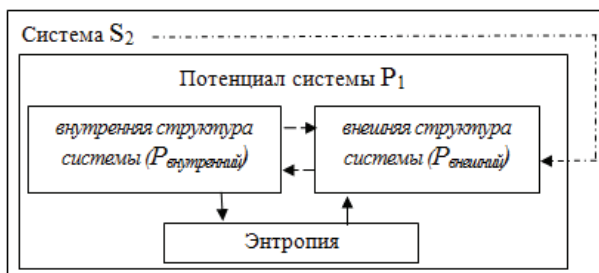 Система S₂
Потенциал системы P₁
внутренняя структура
системы (Pвнутренний)
внешняя структура
системы (Pвнешний)
Энтропия